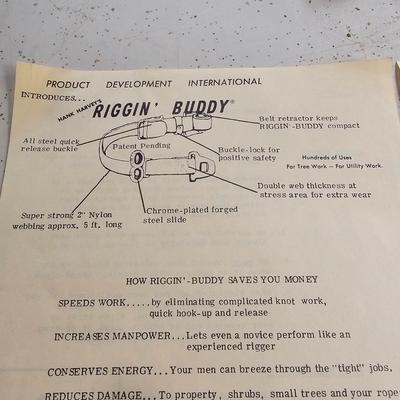 PRODUCT DEVELOPMENT INTERNATIONAL
INTRODUCES...
HANK HARVEY'S
RIGGIN' BUDDY®
Belt retractor keeps
RIGGIN'-BUDDY compact
All steel quick
release buckle
Patent Pending
Buckle-lock for
positive safety
Hundreds of Uses
For Tree Work — For Utility Work.
Double web thickness at
stress area for extra wear
Super strong 2" Nylon
webbing approx. 5 ft. long
Chrome-plated forged
steel slide
HOW RIGGIN'-BUDDY SAVES YOU MONEY
SPEEDS WORK.....by eliminating complicated knot work,
quick hook-up and release
INCREASES MANPOWER...Lets even a novice perform like an
experienced rigger
CONSERVES ENERGY...Your men can breeze through the "tight" jobs.
REDUCES DAMAGE...To property, shrubs, small trees and your rope